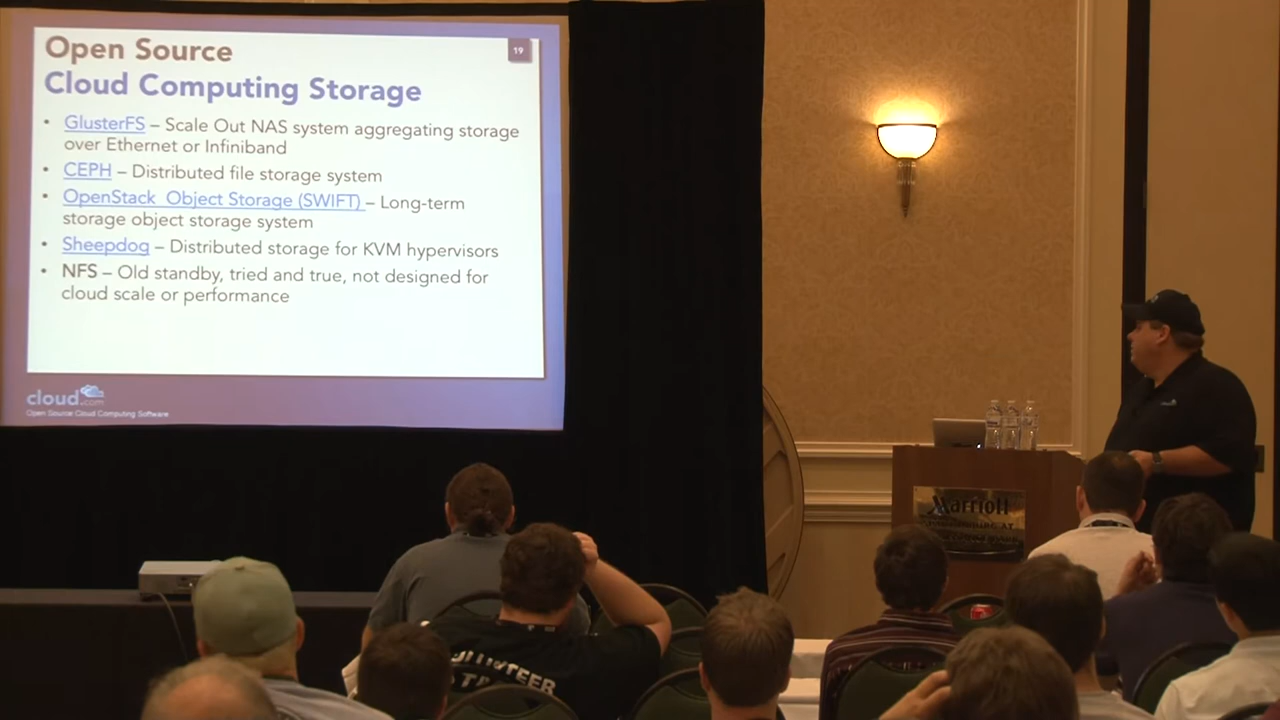 Open Source
19
Cloud Computing Storage
• GlusterFS – Scale Out NAS system aggregating storage
over Ethernet or Infiniband
• CEPH – Distributed file storage system
• OpenStack Object Storage (SWIFT) – Long-term
storage object storage system
• Sheepdog – Distributed storage for KVM hypervisors
• NFS – Old standby, tried and true, not designed for
cloud scale or performance
cloud.com
Open Source Cloud Computing Software
Marriott
VOLUNTEER